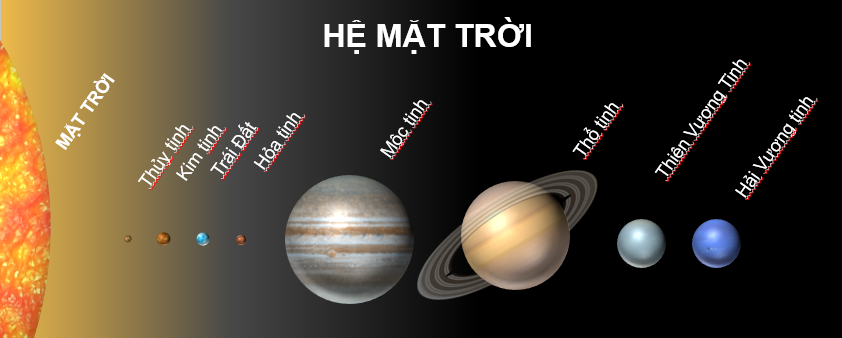 HỆ MẶT TRỜI
MẶT TRỜI
Thủy tinh
Kim tinh
Trái Đất
Hỏa tinh
Mộc tinh
Thổ tinh
Thiên Vương Tinh
Hải Vương tinh